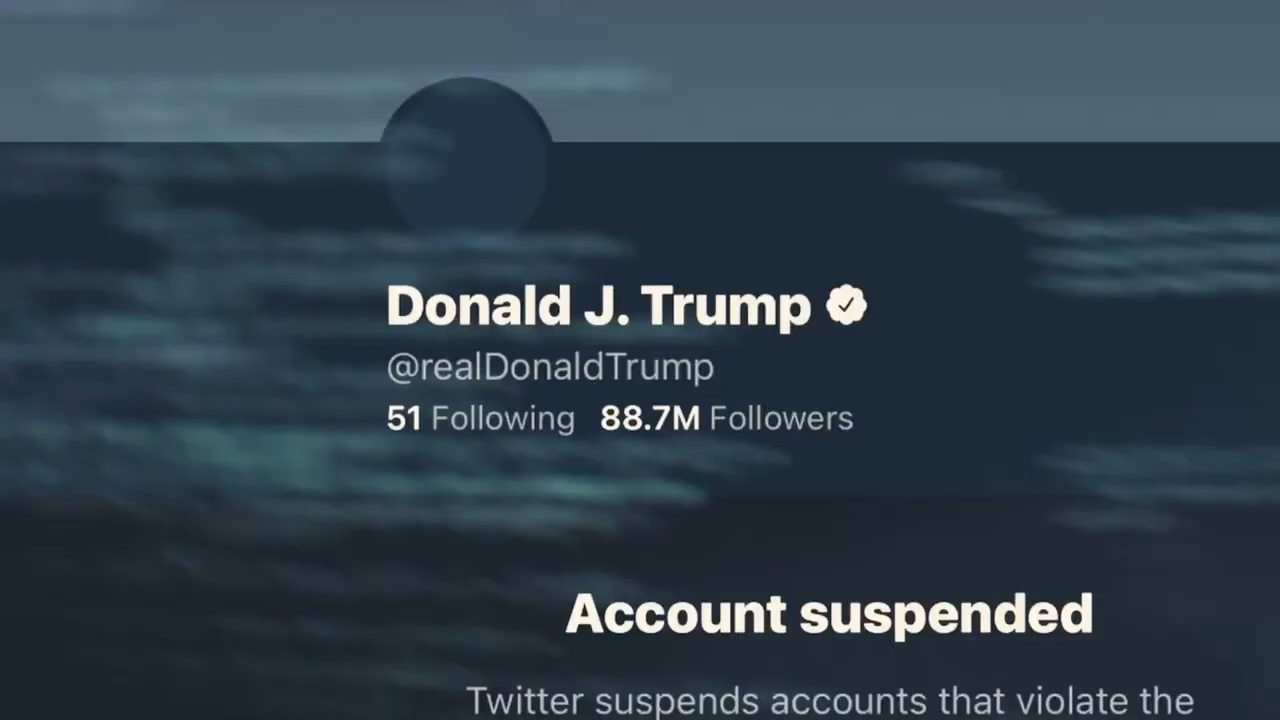 Donald J. Trump
@realDonaldTrump
51 Following 88.7M Followers
Account suspended
Twitter suspends accounts that violate the